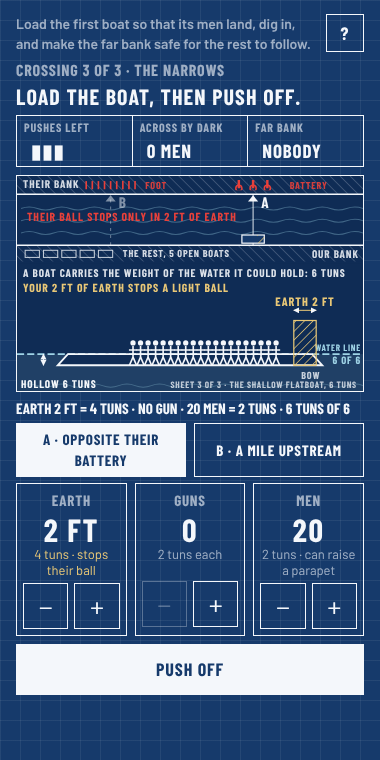 Load the first boat so that its men land, dig in,
and make the far bank safe for the rest to follow.
?
CROSSING 3 OF 3 · THE NARROWS
LOAD THE BOAT, THEN PUSH OFF.
PUSHES LEFT
ACROSS BY DARK
0 MEN
FAR BANK
NOBODY
THEIR BANK
FOOT
BATTERY
B
A
THEIR BALL STOPS ONLY IN 2 FT OF EARTH
THE REST, 5 OPEN BOATS
OUR BANK
A BOAT CARRIES THE WEIGHT OF THE WATER IT COULD HOLD: 6 TUNS
YOUR 2 FT OF EARTH STOPS A LIGHT BALL
EARTH 2 FT
WATER LINE
6 OF 6
BOW
HOLLOW 6 TUNS
SHEET 3 OF 3 · THE SHALLOW FLATBOAT, 6 TUNS
EARTH 2 FT = 4 TUNS · NO GUN · 20 MEN = 2 TUNS · 6 TUNS OF 6
A · OPPOSITE THEIR
BATTERY
B · A MILE UPSTREAM
EARTH
2 FT
4 tuns · stops
their ball
− +
GUNS
0
2 tuns each
− +
MEN
20
2 tuns · can raise
a parapet
− +
PUSH OFF